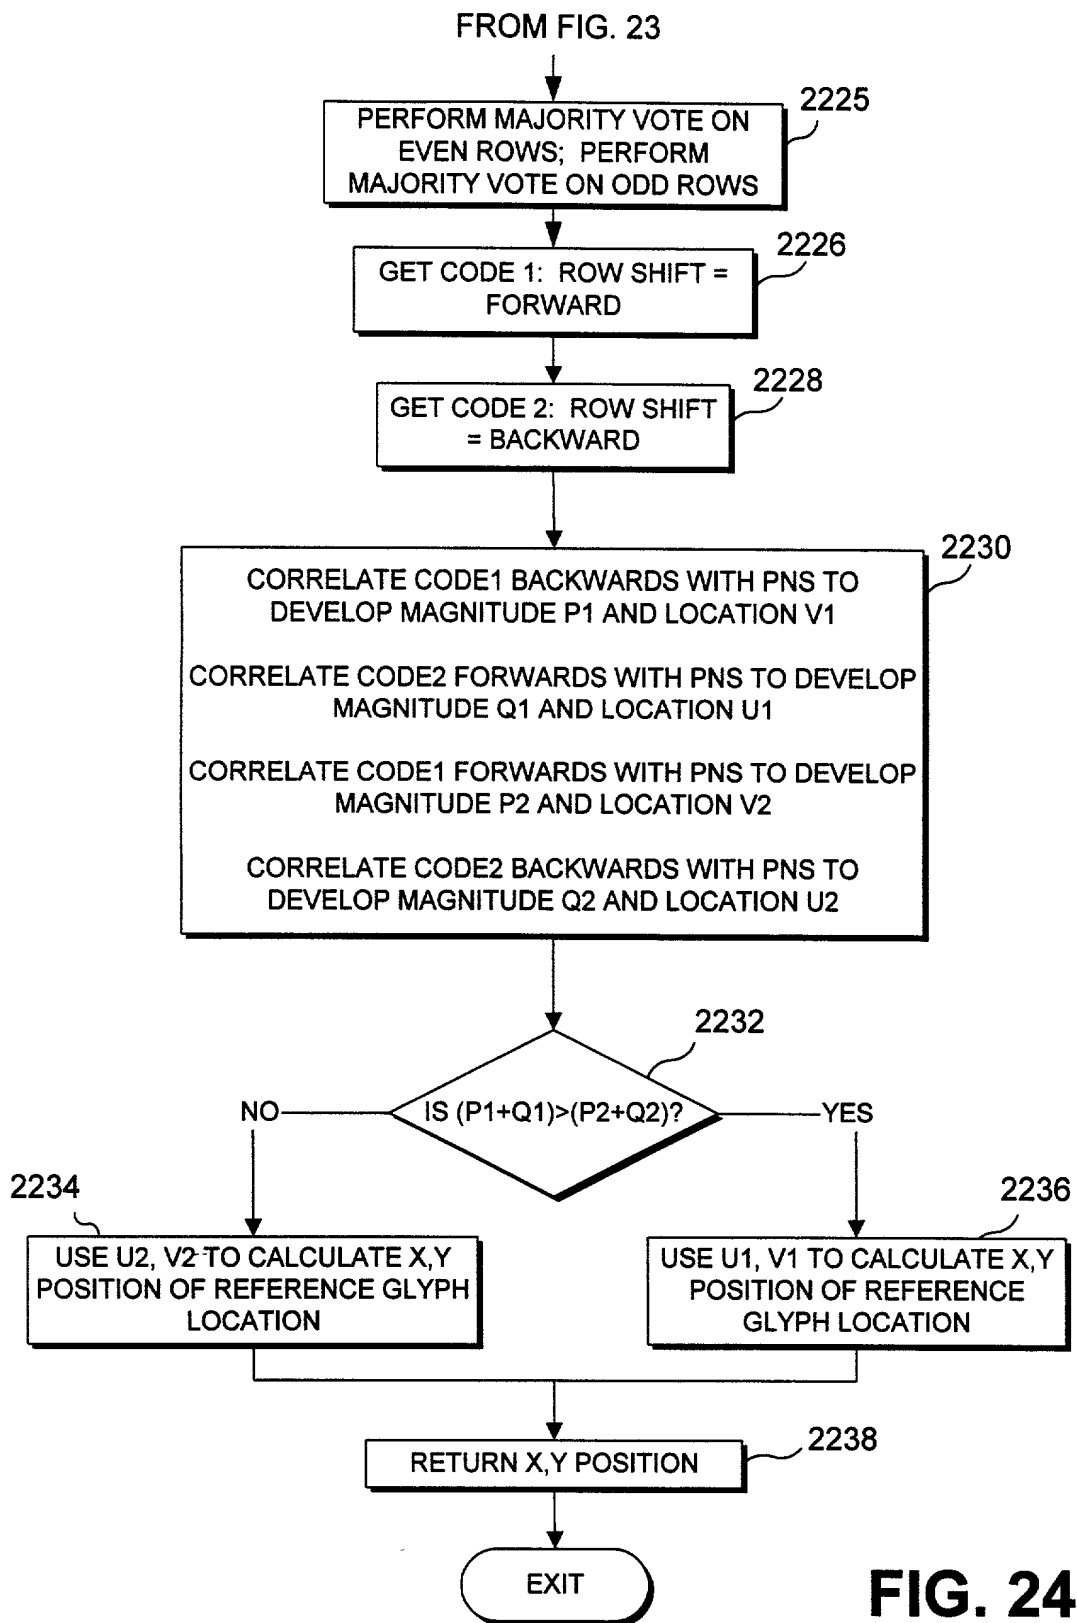 FROM FIG. 23
2225
PERFORM MAJORITY VOTE ON
EVEN ROWS; PERFORM
MAJORITY VOTE ON ODD ROWS
2226
GET CODE 1: ROW SHIFT =
FORWARD
2228
GET CODE 2: ROW SHIFT
= BACKWARD
2230
CORRELATE CODE1 BACKWARDS WITH PNS TO
DEVELOP MAGNITUDE P1 AND LOCATION V1
CORRELATE CODE2 FORWARDS WITH PNS TO DEVELOP
MAGNITUDE Q1 AND LOCATION U1
CORRELATE CODE1 FORWARDS WITH PNS TO DEVELOP
MAGNITUDE P2 AND LOCATION V2
CORRELATE CODE2 BACKWARDS WITH PNS TO
DEVELOP MAGNITUDE Q2 AND LOCATION U2
2232
IS (P1+Q1)>(P2+Q2)?
NO
YES
2234
USE U2, V2 TO CALCULATE X,Y
POSITION OF REFERENCE GLYPH
LOCATION
2236
USE U1, V1 TO CALCULATE X,Y
POSITION OF REFERENCE
GLYPH LOCATION
2238
RETURN X,Y POSITION
EXIT
FIG. 24